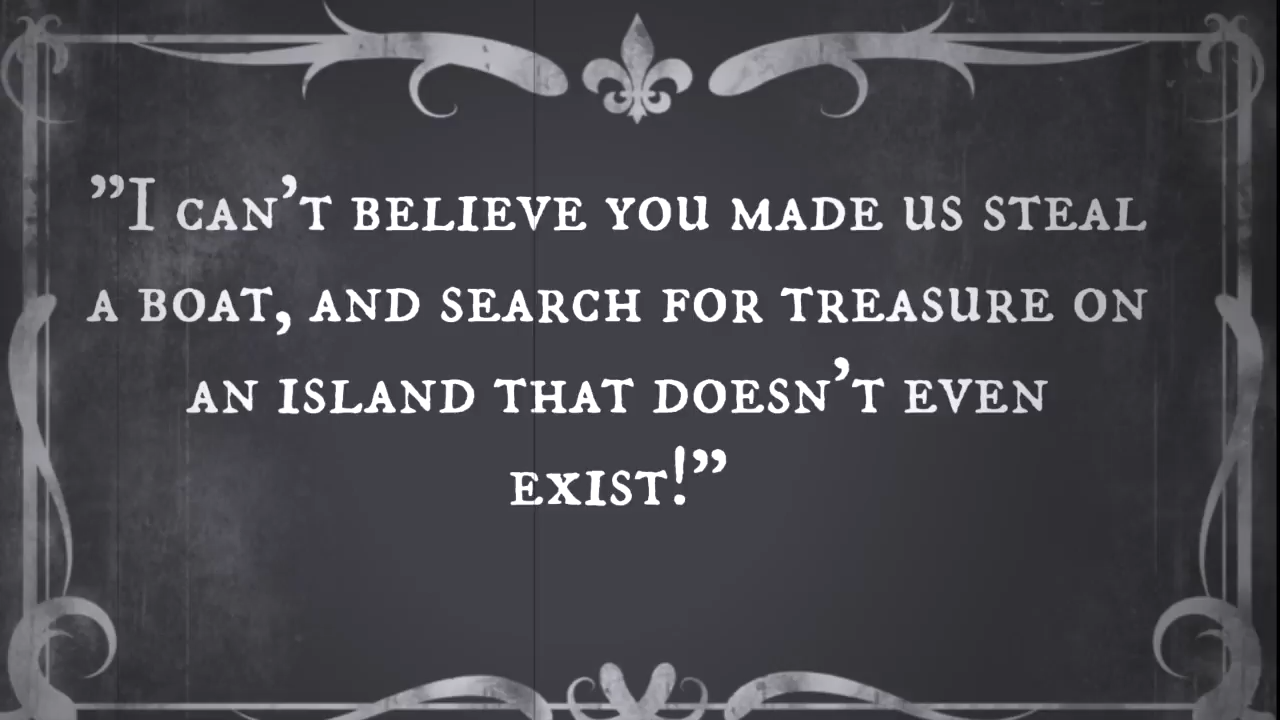 ”I can’t believe you made us steal
a boat, and search for treasure on
an island that doesn’t even
exist!”